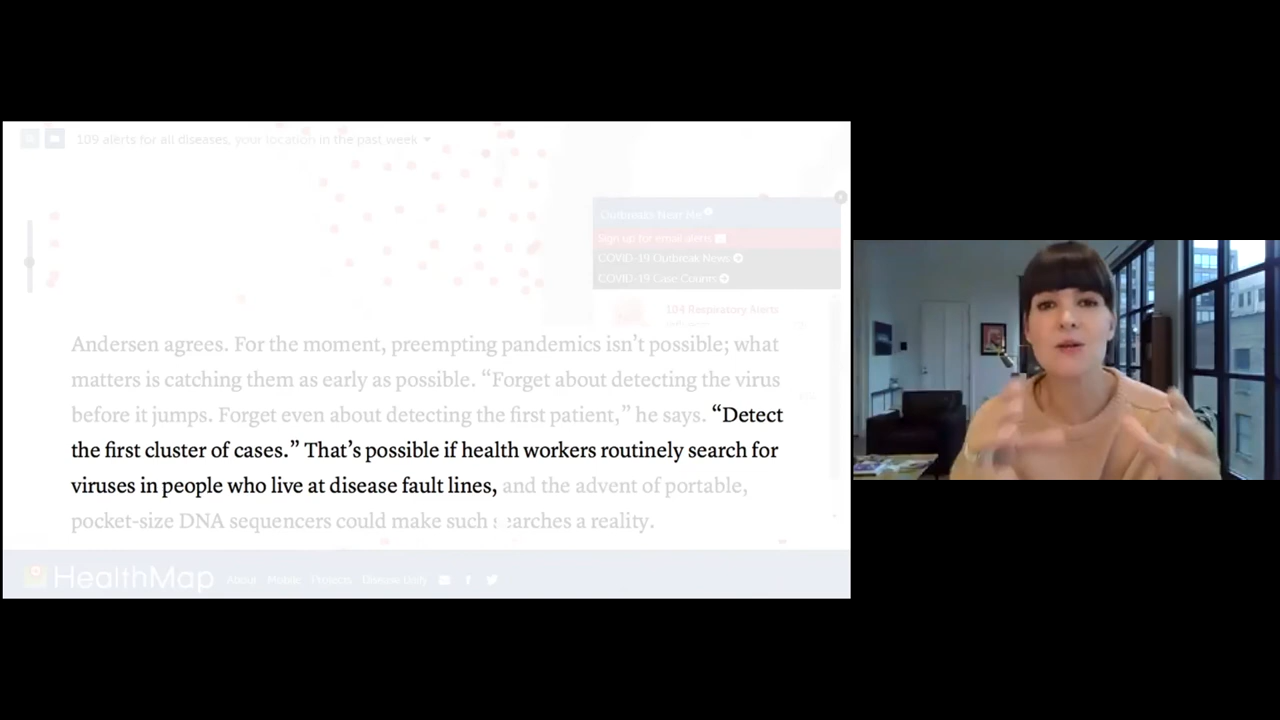 109 alerts for all diseases, your location in the past week
Outbreaks Near Me
Sign up for email alerts
COVID-19 Outbreak News
COVID-19 Case Counts
104 Respiratory Alerts
Andersen agrees. For th moment, preempting pandemics isn’t possible; what
matters is catching them as early as possible. “Forget about detecting the virus
before it jumps. Forget even about detecting the first patient,” he says. “Detect
the first cluster of cases.” That’s possible if health workers routinely search for
viruses in people who live at disease fault lines, and the advent of portable,
pocket-size DNA sequencers could make such s arches a reality.
HealthMap About Mobile Projects Disease Daily